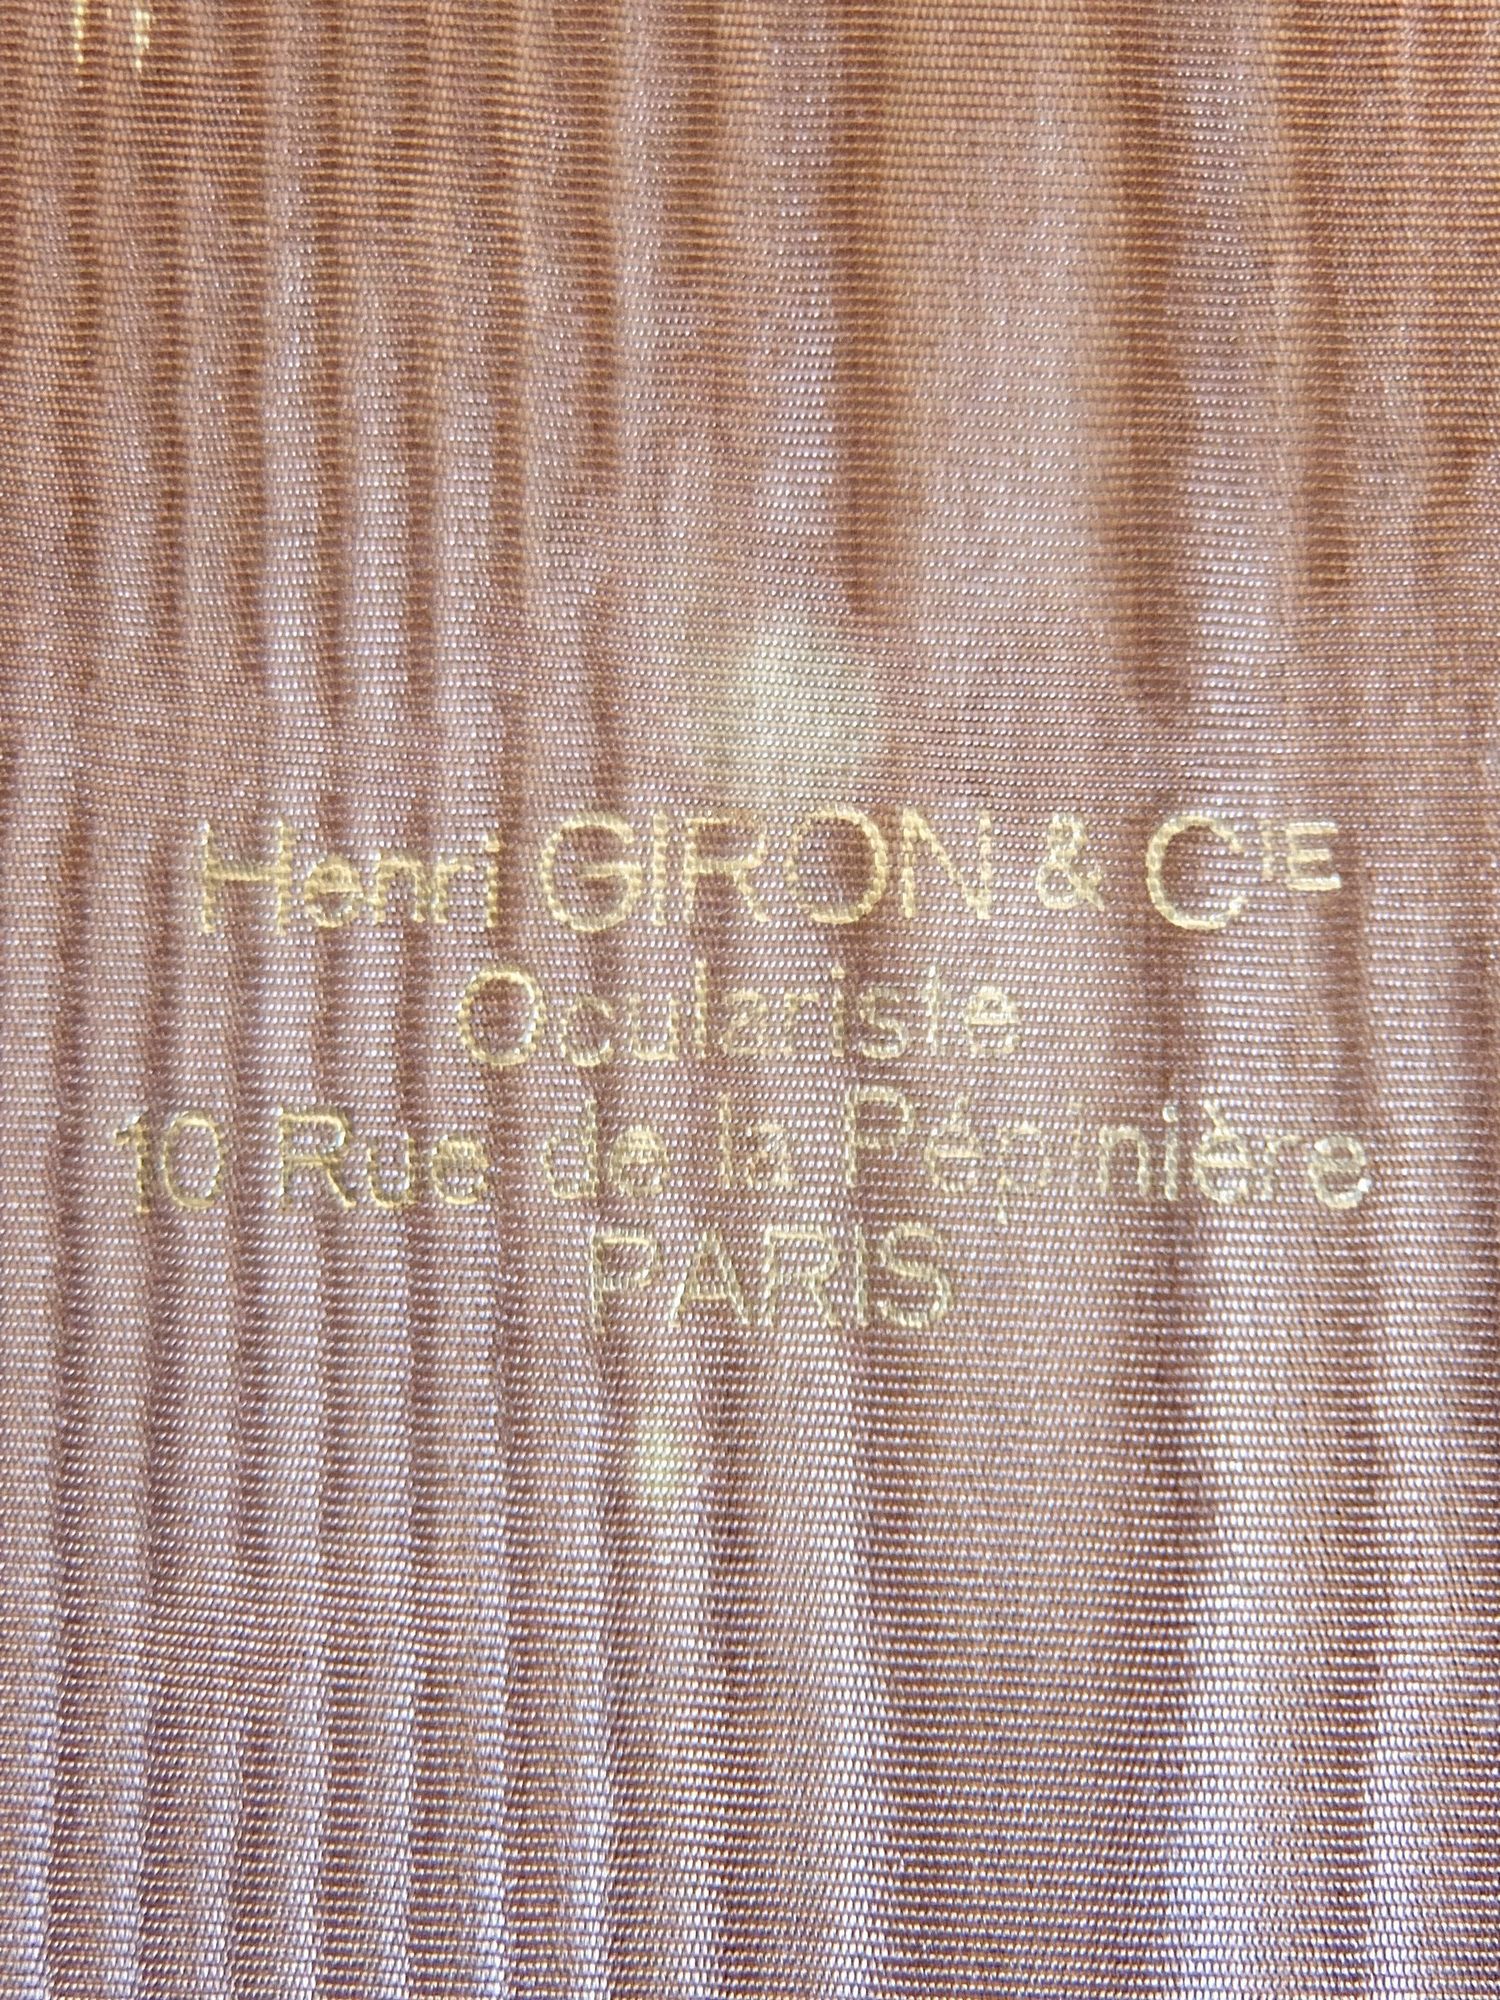 Henri GIRON & CIE
Oculariste
10 Rue de la Pépinière
PARIS